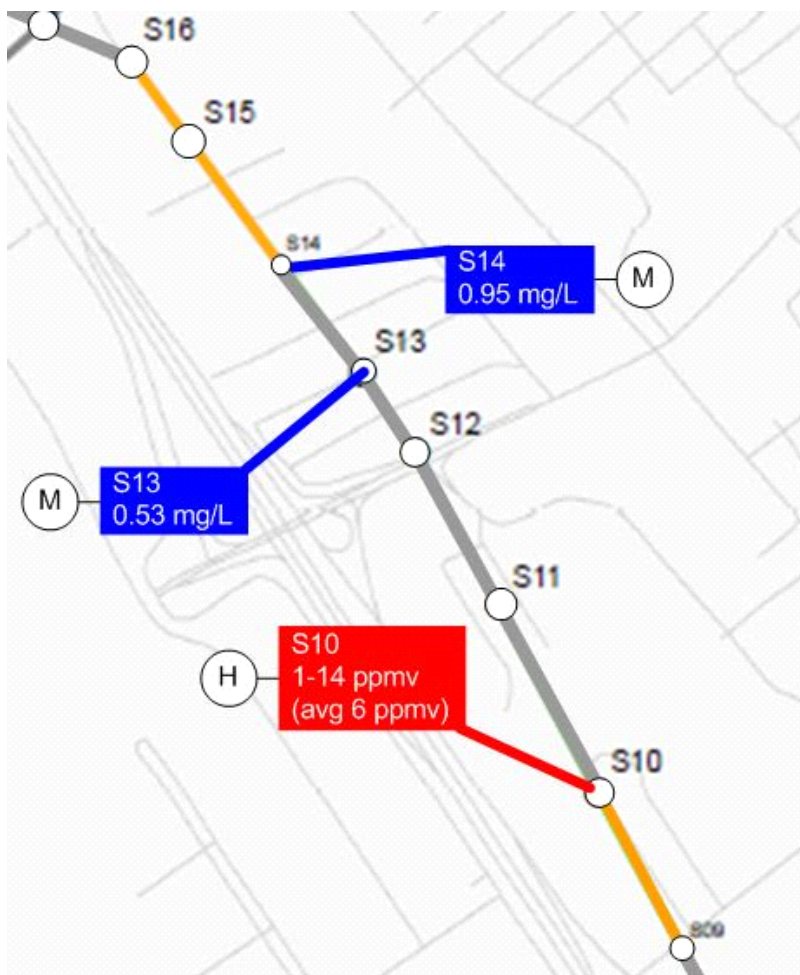 S16
S15
S14
S14
0.95 mg/L
M
S13
S12
S13
0.53 mg/L
M
S11
S10
1-14 ppmv
(avg 6 ppmv)
H
S10
S09